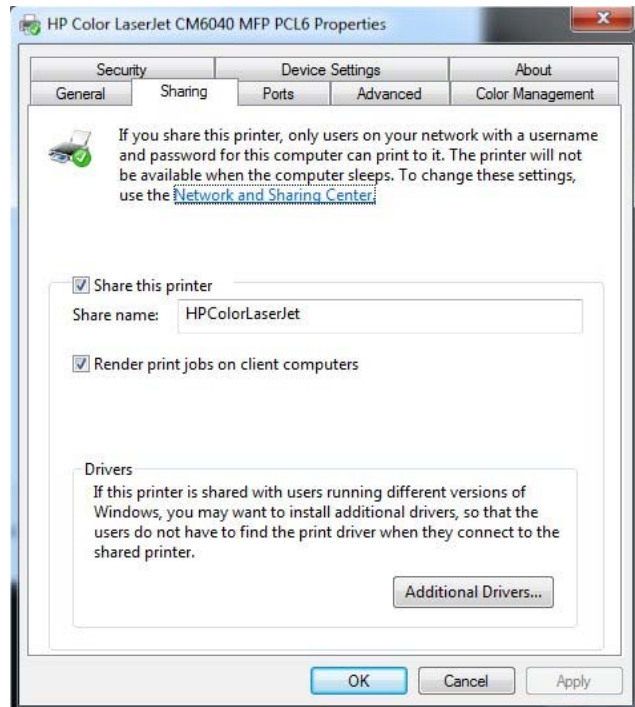 HP Color LaserJet CM6040 MFP PCL6 Properties
Security Device Settings About
General Sharing Ports Advanced Color Management
If you share this printer, only users on your network with a username
and password for this computer can print to it. The printer will not
be available when the computer sleeps. To change these settings,
use the Network and Sharing Center.
Share this printer
Share name: HPColorLaserJet
Render print jobs on client computers
Drivers
If this printer is shared with users running different versions of
Windows, you may want to install additional drivers, so that the
users do not have to find the print driver when they connect to the
shared printer.
Additional Drivers...
OK Cancel Apply